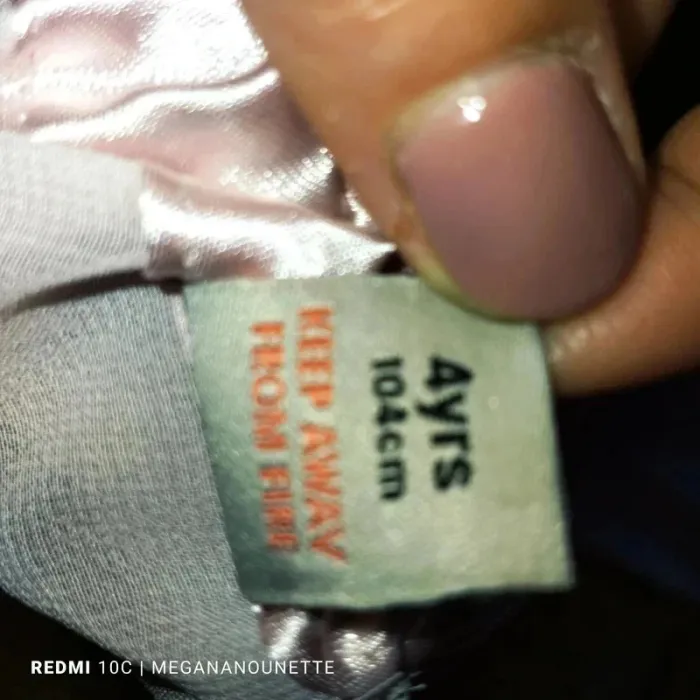 4yrs
104cm
KEEP AWAY
FROM FIRE
REDMI 10C | MEGANANOUNETTE